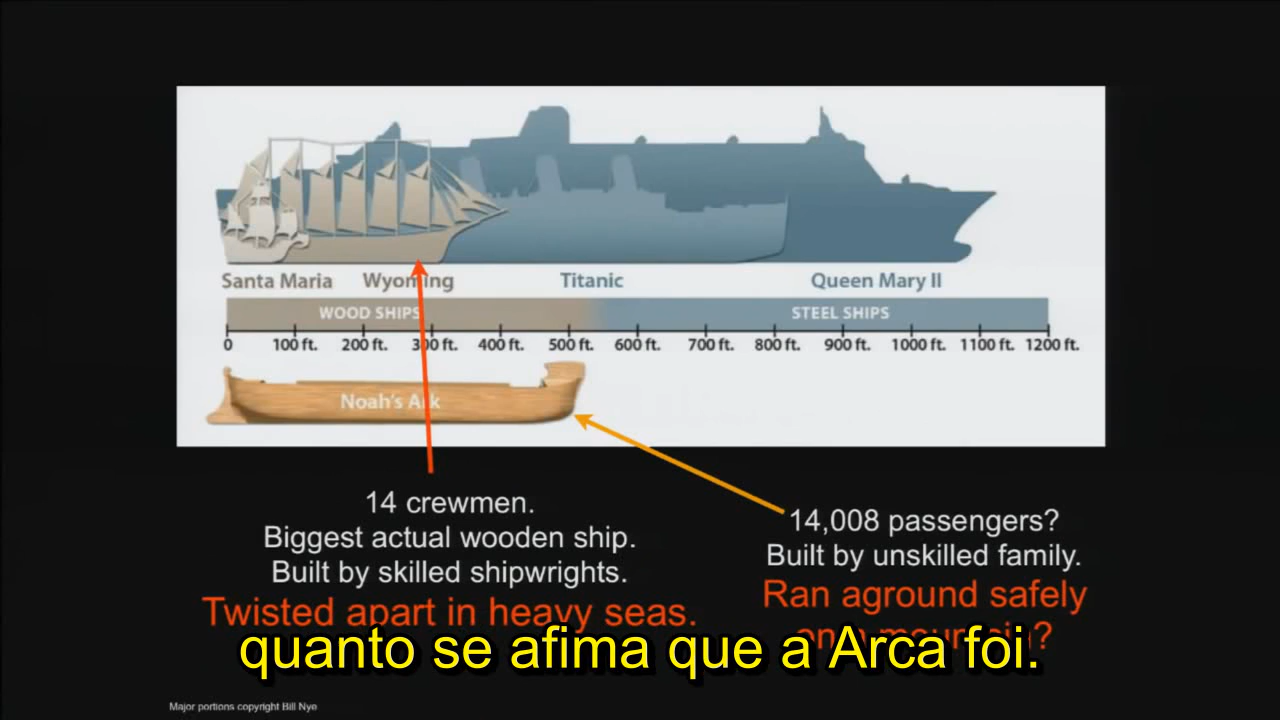 Santa Maria Wyoming Titanic Queen Mary II
WOOD SHIPS STEEL SHIPS
0 100 ft. 200 ft. 300 ft. 400 ft. 500 ft. 600 ft. 700 ft. 800 ft. 900 ft. 1000 ft. 1100 ft. 1200 ft.
Noah's Ark
14 crewmen.
Biggest actual wooden ship.
Built by skilled shipwrights.
Twisted apart in heavy seas.
14,008 passengers?
Built by unskilled family.
Ran aground safely
on a mountain?
quanto se afima que a Arca foi.
Major portions copyright Bill Nye